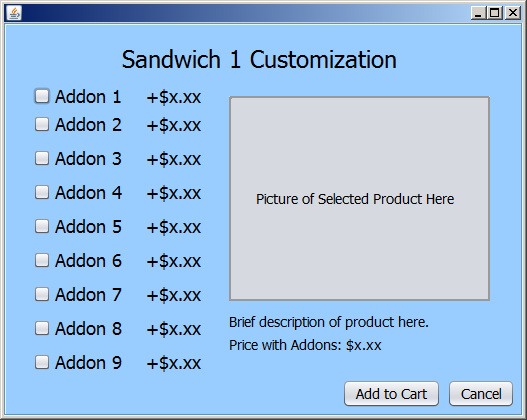 Sandwich 1 Customization
Addon 1 +$x.xx
Addon 2 +$x.xx
Addon 3 +$x.xx
Addon 4 +$x.xx
Addon 5 +$x.xx
Addon 6 +$x.xx
Addon 7 +$x.xx
Addon 8 +$x.xx
Addon 9 +$x.xx
Picture of Selected Product Here
Brief description of product here.
Price with Addons: $x.xx
Add to Cart
Cancel